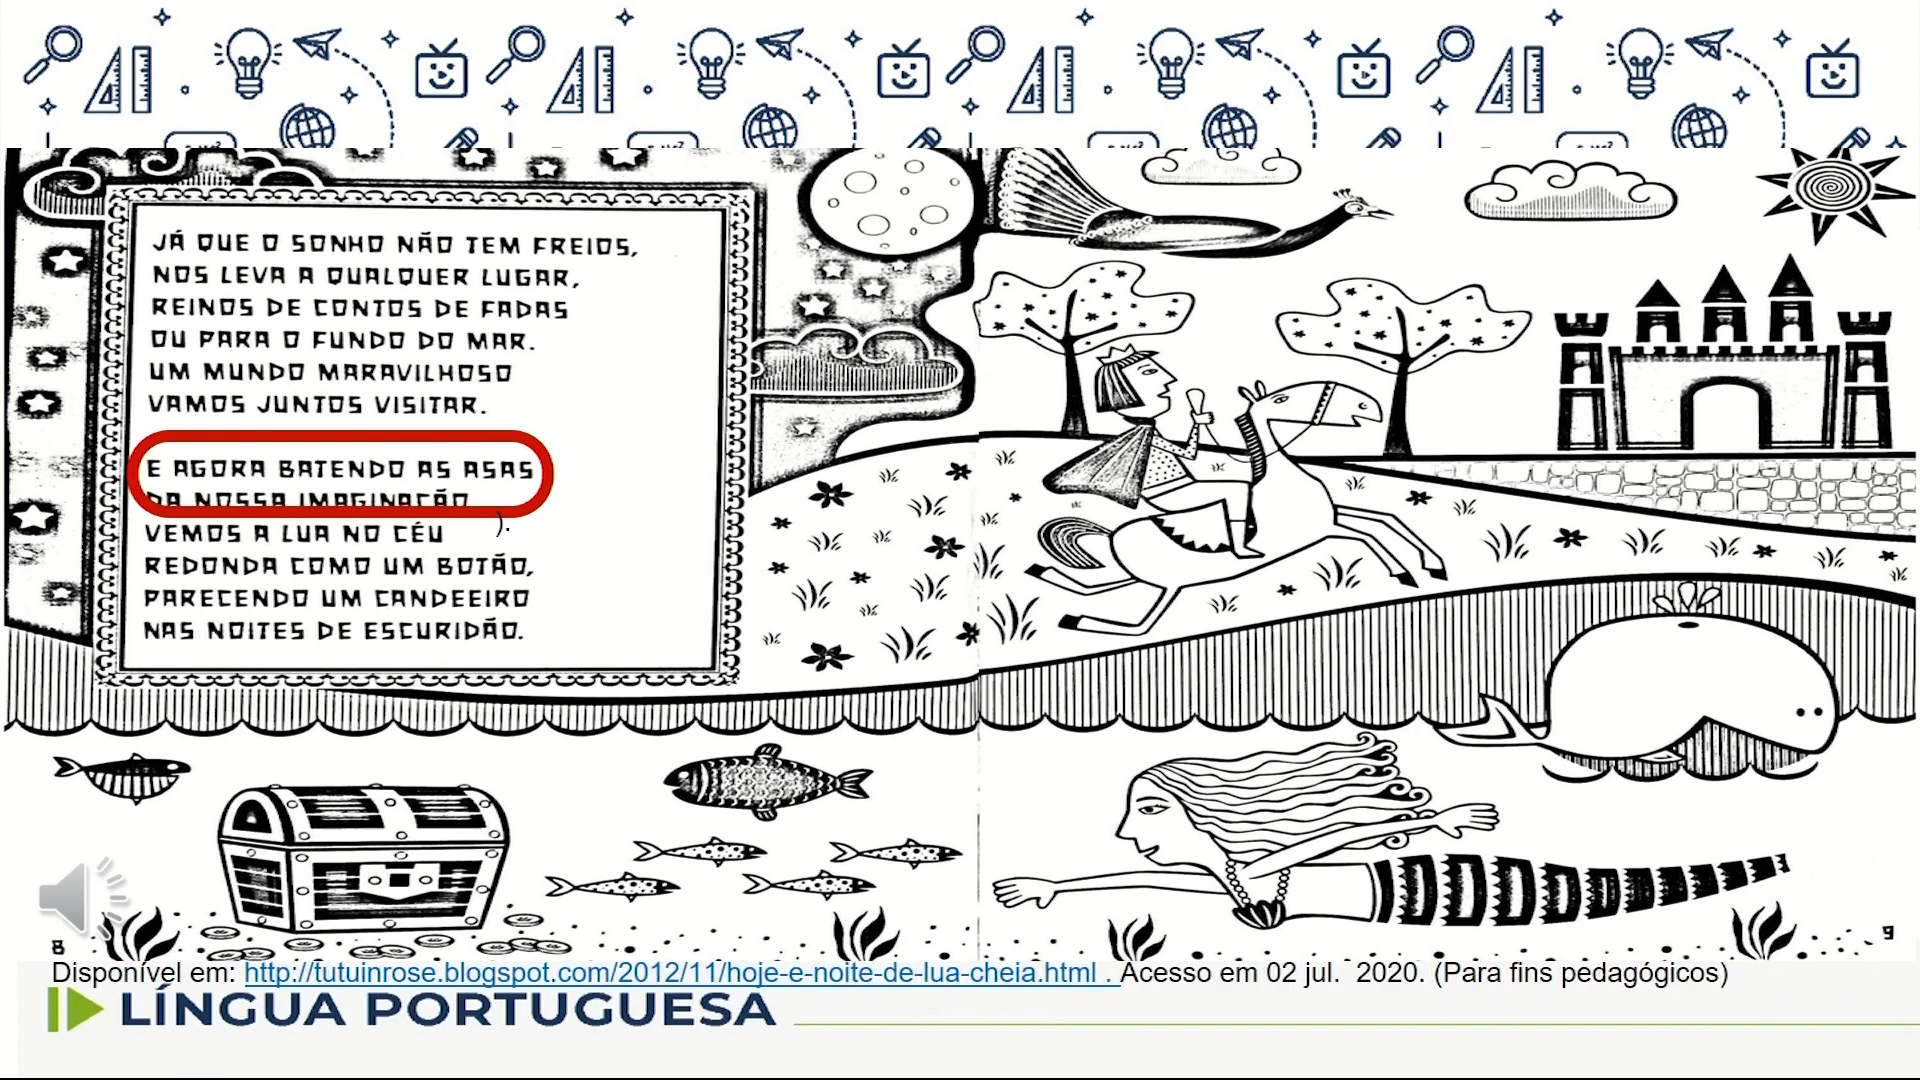 JÁ QUE O SONHO NÃO TEM FREIOS,
NOS LEVA A QUALQUER LUGAR,
REINOS DE CONTOS DE FADAS
OU PARA O FUNDO DO MAR.
UM MUNDO MARAVILHOSO
VAMOS JUNTOS VISITAR.
E AGORA BATENDO AS ASAS
DA NOSSA IMAGINAÇÃO
).
VEMOS A LUA NO CÉU
REDONDA COMO UM BOTÃO,
PARECENDO UM CANDEEIRO
NAS NOITES DE ESCURIDÃO.
8
9
Disponível em: http://tutuinrose.blogspot.com/2012/11/hoje-e-noite-de-lua-cheia.html . Acesso em 02 jul. 2020. (Para fins pedagógicos)
LÍNGUA PORTUGUESA